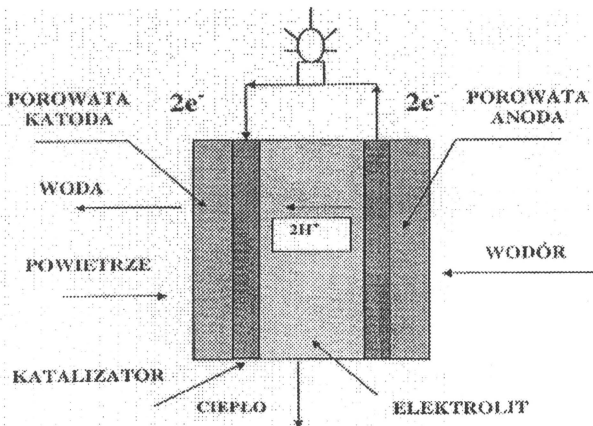 POROWATA
KATODA
2e-
2e-
POROWATA
ANODA
WODA
2H+
POWIETRZE
WODÓR
KATALIZATOR
CIEPŁO
ELEKTROLIT